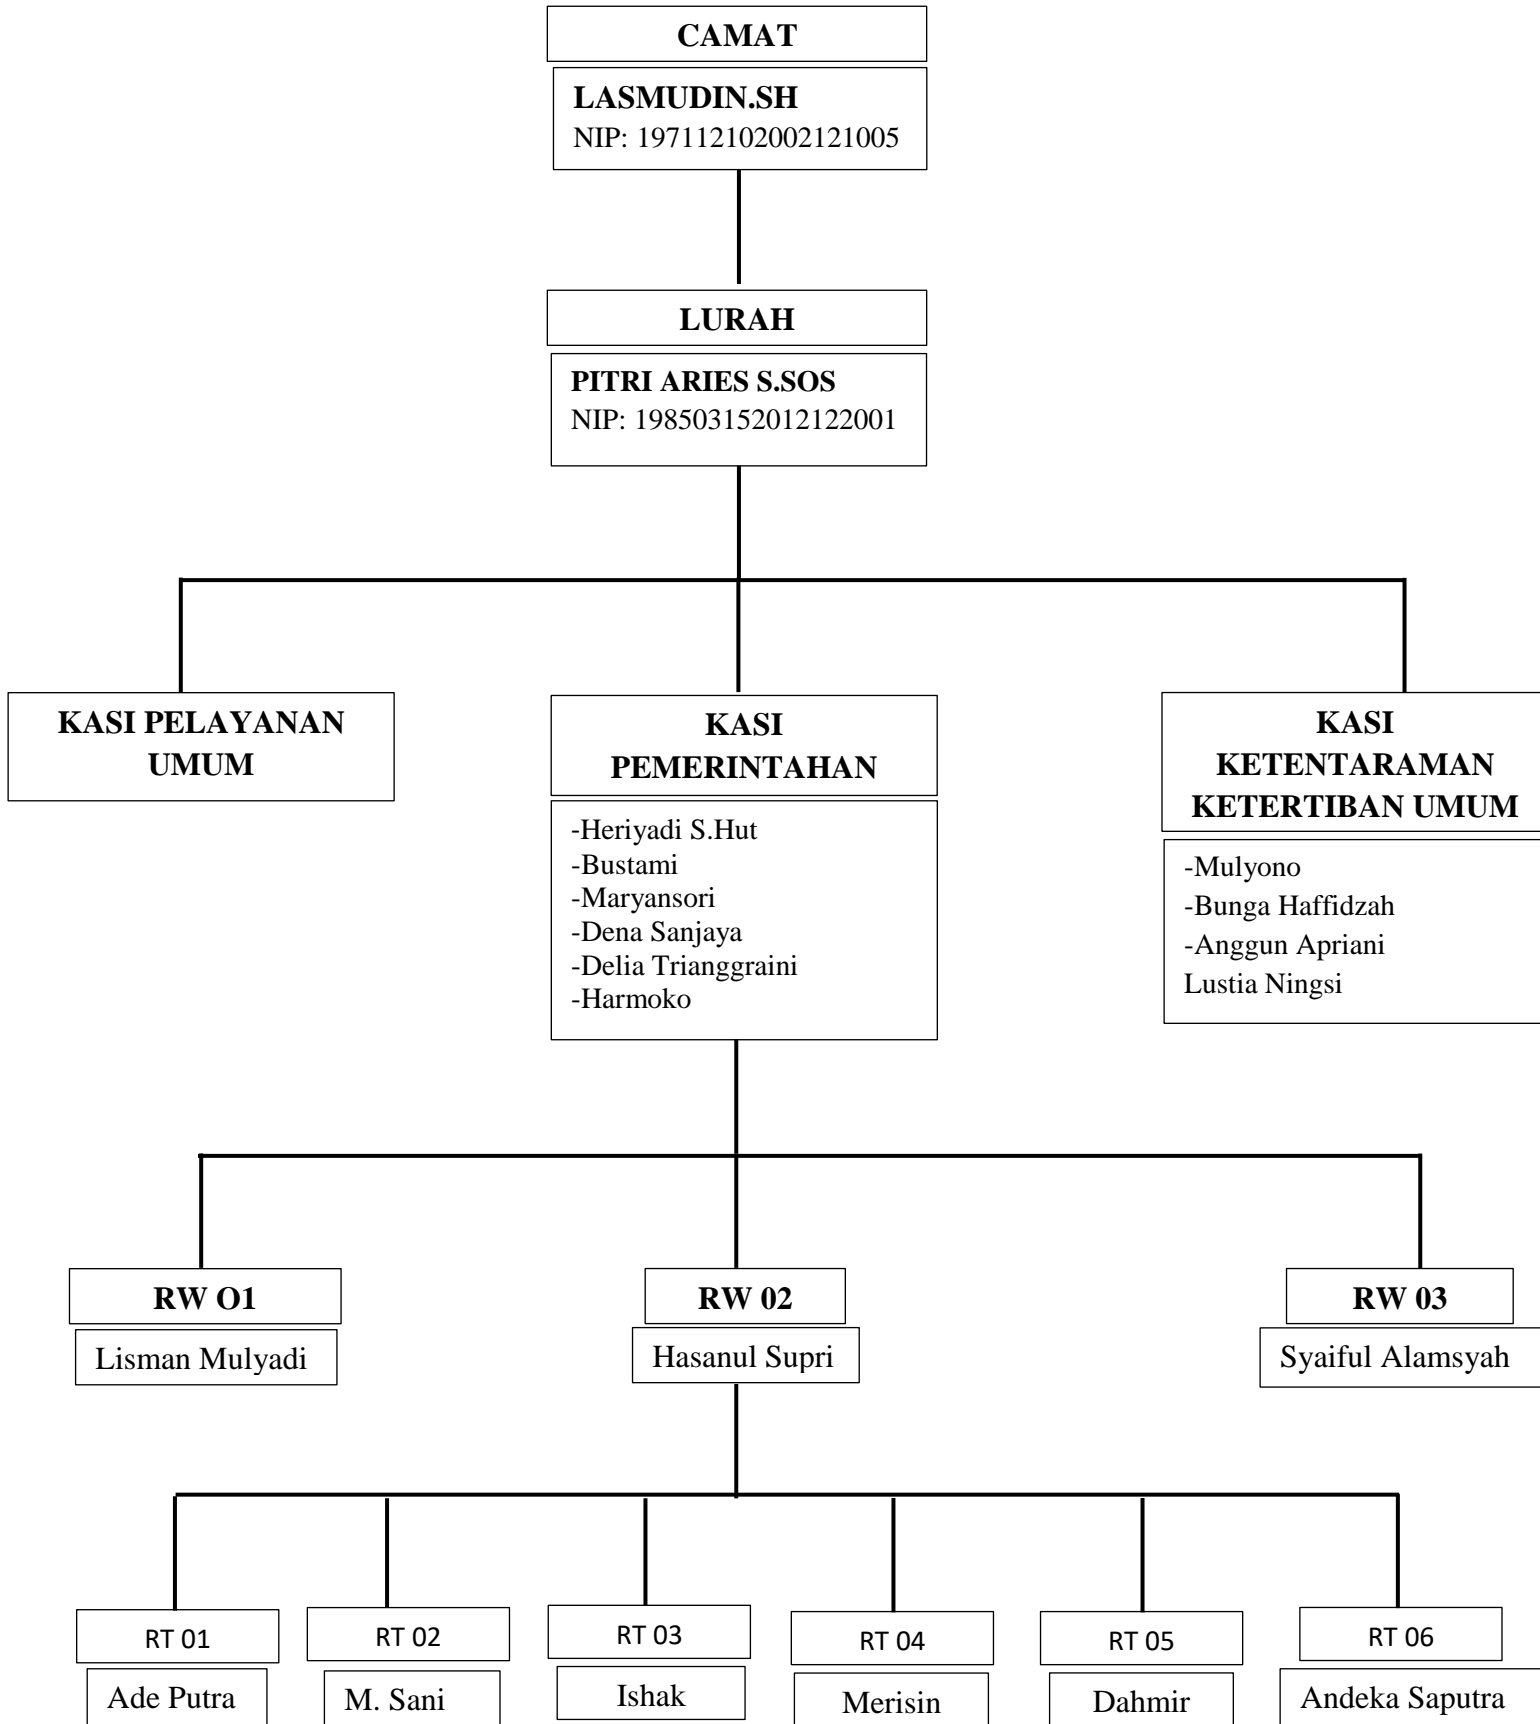 CAMAT
LASMUDIN.SH
NIP: 197112102002121005
LURAH
PITRI ARIES S.SOS
NIP: 198503152012122001
KASI PELAYANAN
UMUM
KASI
PEMERINTAHAN
-Heriyadi S.Hut
-Bustami
-Maryansori
-Dena Sanjaya
-Delia Trianggraini
-Harmoko
KASI
KETENTARAMAN
KETERTIBAN UMUM
-Mulyono
-Bunga Haffidzah
-Anggun Apriani
Lustia Ningsi
RW O1
Lisman Mulyadi
RW 02
Hasanul Supri
RW 03
Syaiful Alamsyah
RT 01
Ade Putra
RT 02
M. Sani
RT 03
Ishak
RT 04
Merisin
RT 05
Dahmir
RT 06
Andeka Saputra